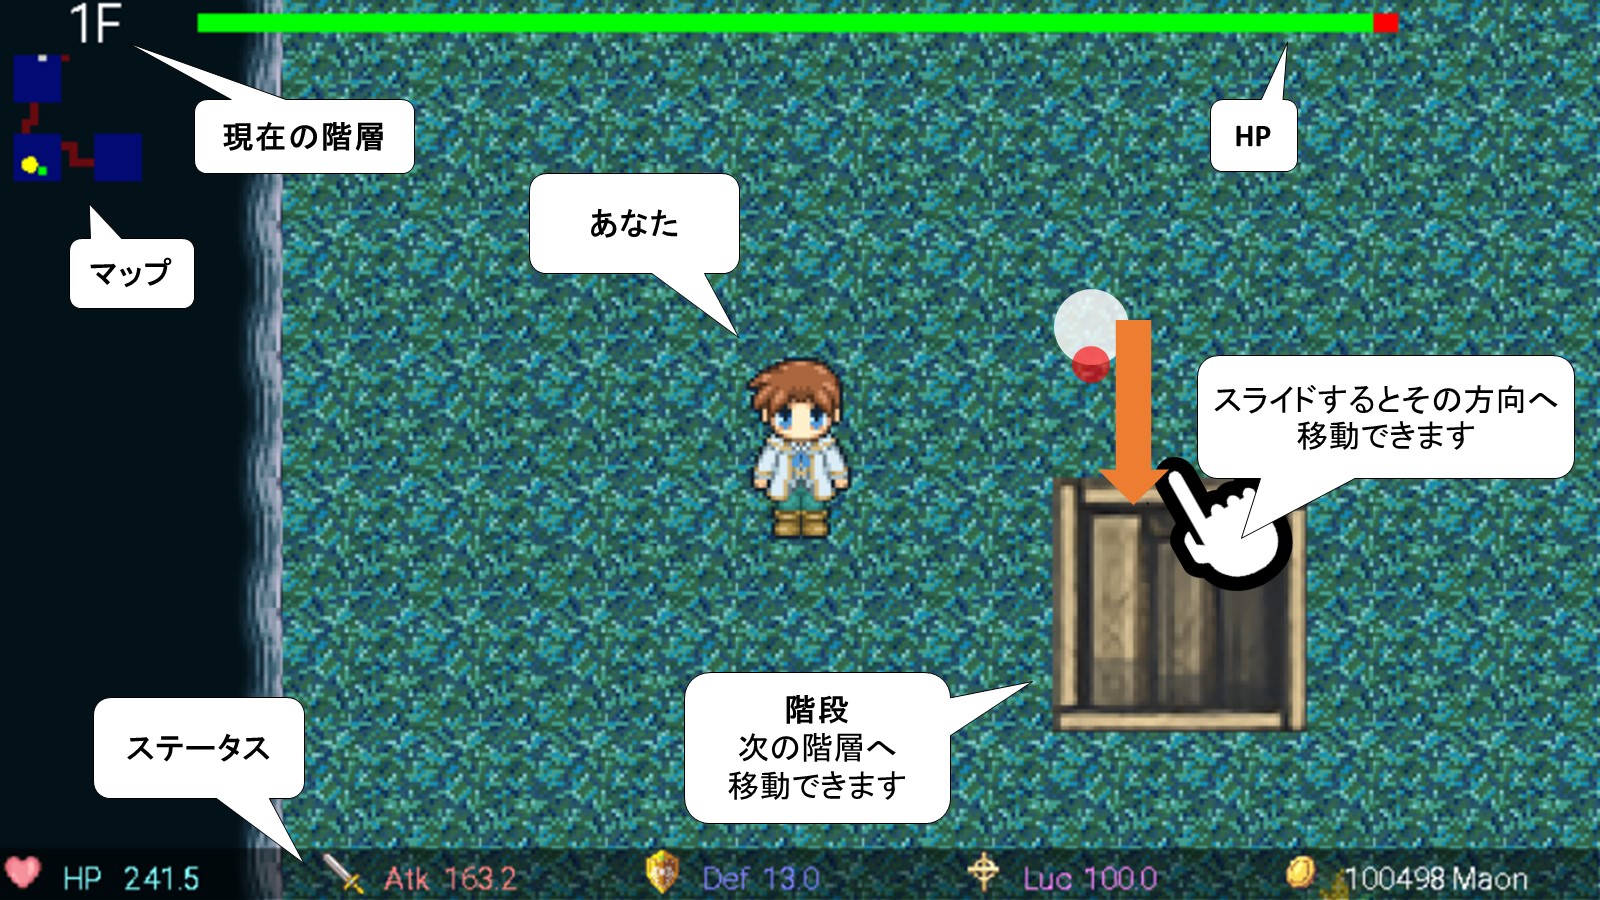 1F
現在の階層
HP
あなた
マップ
スライドするとその方向へ
移動できます
階段
次の階層へ
移動できます
ステータス
HP 241.5
Atk 163.2
Def 13.0
Luc 100.0
100498 Maon